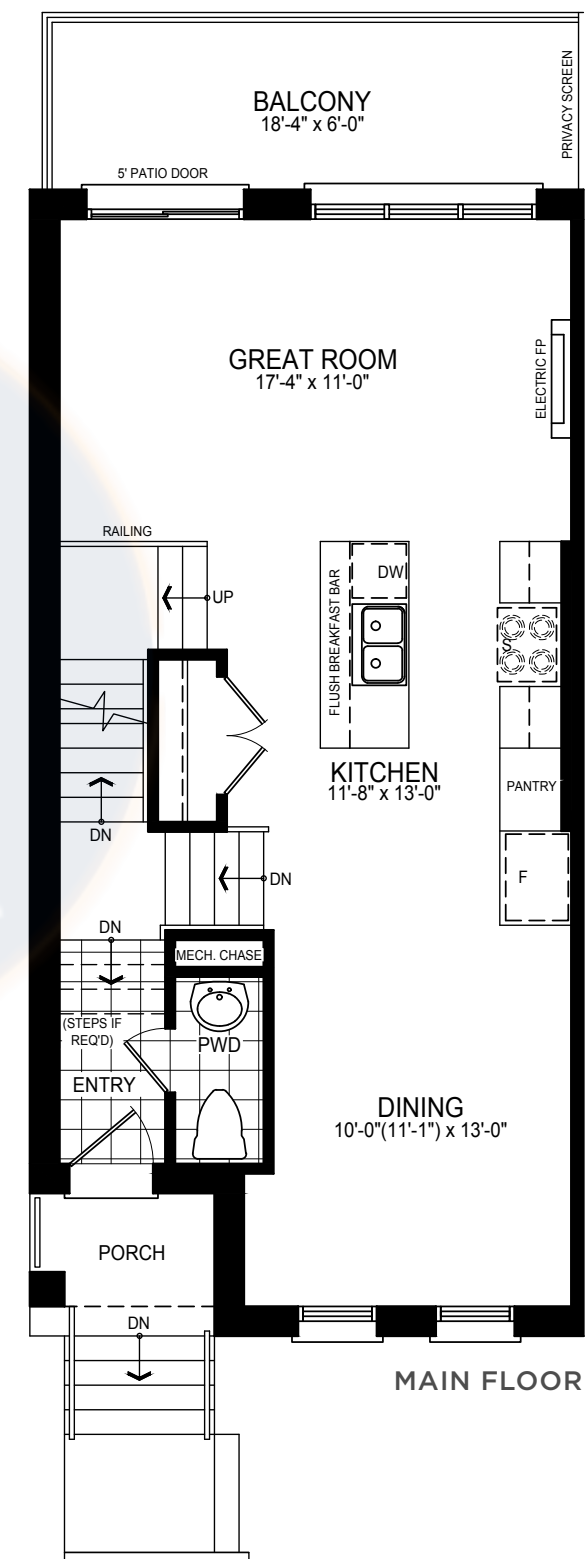 BALCONY
18'-4" x 6'-0"
PRIVACY SCREEN
5' PATIO DOOR
GREAT ROOM
17'-4" x 11'-0"
ELECTRIC FP
RAILING
UP
FLUSH BREAKFAST BAR
DW
S
KITCHEN
11'-8" x 13'-0"
PANTRY
DN
DN
F
DN
MECH. CHASE
(STEPS IF
REQ'D)
PWD
ENTRY
DINING
10'-0"(11'-1") x 13'-0"
PORCH
DN
MAIN FLOOR